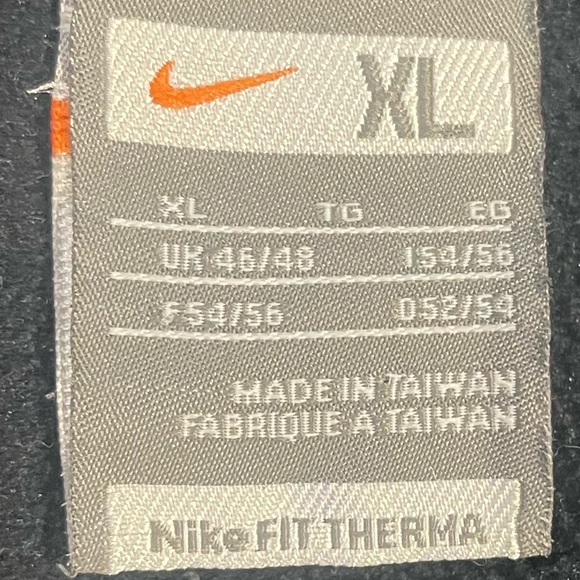 XL
XL TG EG
UK 46/48 I54/56
F54/56 D52/54
MADE IN TAIWAN
FABRIQUE A TAIWAN
Nike FIT THERMA